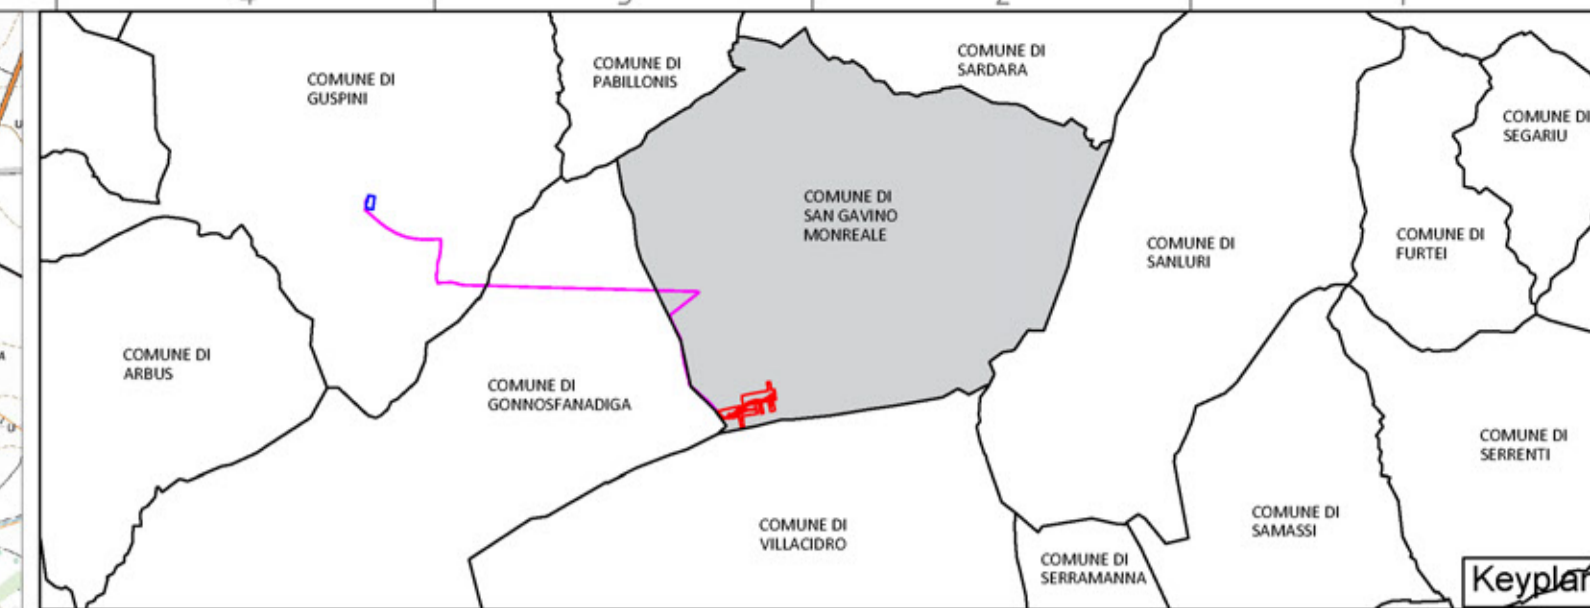 COMUNE DI
GUSPINI
COMUNE DI
PABILLONIS
COMUNE DI
SARDARA
COMUNE DI
SEGARIU
COMUNE DI
SAN GAVINO
MONREALE
COMUNE DI
SANLURI
COMUNE DI
FURTEI
COMUNE DI
ARBUS
COMUNE DI
GONNOSFANADIGA
COMUNE DI
SERRENTI
COMUNE DI
VILLACIDRO
COMUNE DI
SAMASSI
COMUNE DI
SERRAMANNA
Keyplan